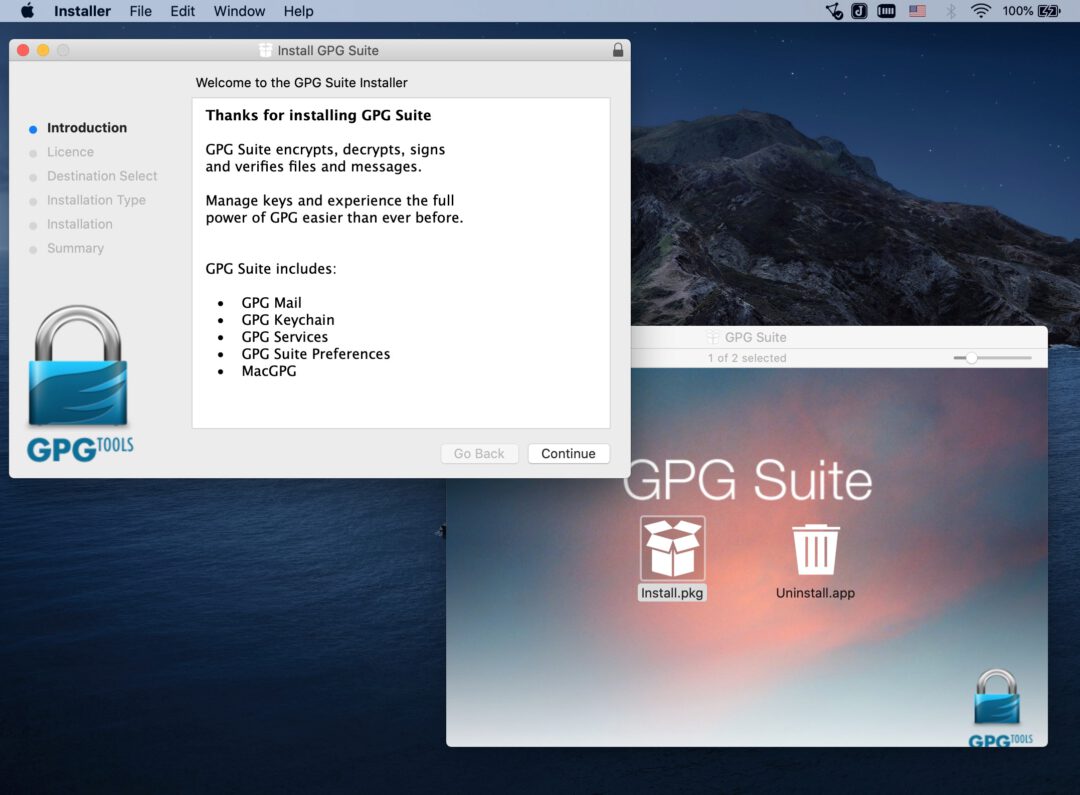 Installer File Edit Window Help 100%
Install GPG Suite
Welcome to the GPG Suite Installer
Introduction
Licence
Destination Select
Installation Type
Installation
Summary
Thanks for installing GPG Suite
GPG Suite encrypts, decrypts, signs
and verifies files and messages.
Manage keys and experience the full
power of GPG easier than ever before.
GPG Suite includes:
• GPG Mail
• GPG Keychain
• GPG Services
• GPG Suite Preferences
• MacGPG
GPGTOOLS
Go Back Continue
GPG Suite
1 of 2 selected
GPG Suite
Install.pkg Uninstall.app
GPGTOOLS